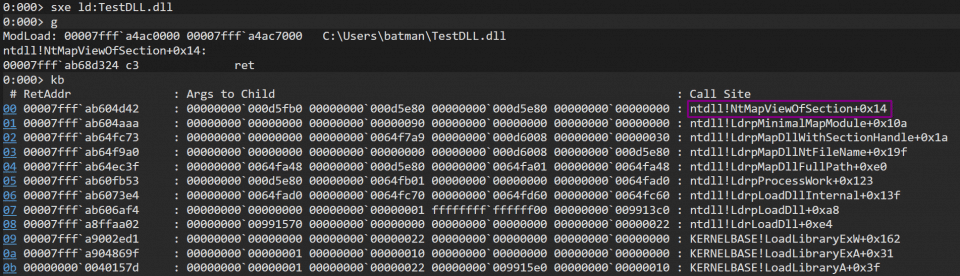 0:000> sxe ld:TestDLL.dll
0:000> g
ModLoad: 00007fff`a4ac0000 00007fff`a4ac7000   C:\Users\batman\TestDLL.dll
ntdll!NtMapViewOfSection+0x14:
00007fff`ab68d324 c3              ret
0:000> kb
 # RetAddr               : Args to Child                                                           : Call Site
00 00007fff`ab604d42     : 00000000`000d5fb0 00000000`000d5e80 00000000`000d5e80 00000000`00000000 : ntdll!NtMapViewOfSection+0x14
01 00007fff`ab604aaa     : 00000000`00000000 00000000`00000090 00000000`00000000 00000000`00000000 : ntdll!LdrpMinimalMapModule+0x10a
02 00007fff`ab64fc73     : 00000000`00000000 00000000`0064f7a9 00000000`000d6008 00000000`00000030 : ntdll!LdrpMapDllWithSectionHandle+0x1a
03 00007fff`ab64f9a0     : 00000000`00000000 00000000`00000000 00000000`000d6008 00000000`000d5e80 : ntdll!LdrpMapDllNtFileName+0x19f
04 00007fff`ab64ec3f     : 00000000`0064fa48 00000000`000d5e80 00000000`0064fa01 00000000`0064fa48 : ntdll!LdrpMapDllFullPath+0xe0
05 00007fff`ab60fb53     : 00000000`000d5e80 00000000`0064fb01 00000000`00000000 00000000`0064fad0 : ntdll!LdrpProcessWork+0x123
06 00007fff`ab6073e4     : 00000000`0064fad0 00000000`0064fc70 00000000`0064fd60 00000000`0064fc60 : ntdll!LdrpLoadDllInternal+0x13f
07 00007fff`ab606af4     : 00000000`00000000 00000000`00000001 ffffffff`ffffff00 00000000`009913c0 : ntdll!LdrpLoadDll+0xa8
08 00007fff`a8ffaa02     : 00000000`00991570 00000000`00000000 00000000`00000000 00000000`00000022 : ntdll!LdrLoadDll+0xe4
09 00007fff`a9002ed1     : 00000000`00000000 00000000`00000022 00000000`00000000 00000000`00000000 : KERNELBASE!LoadLibraryExW+0x162
0a 00007fff`a904869f     : 00000000`00000001 00000000`00000010 00000000`00000000 00000000`00000000 : KERNELBASE!LoadLibraryExA+0x31
0b 00000000`0040157d     : 00000000`00000001 00000000`00000022 00000000`009915e0 00000000`00000010 : KERNELBASE!LoadLibraryA+0x3f